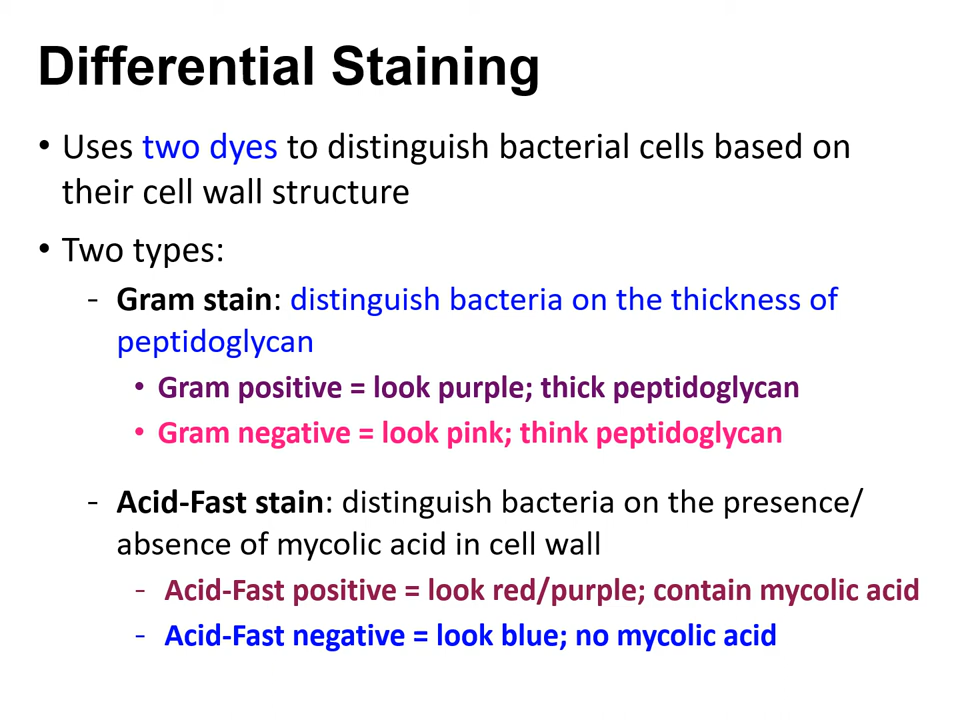 Differential Staining
• Uses two dyes to distinguish bacterial cells based on
their cell wall structure
• Two types:
- Gram stain: distinguish bacteria on the thickness of
peptidoglycan
• Gram positive = look purple; thick peptidoglycan
• Gram negative = look pink; think peptidoglycan
- Acid-Fast stain: distinguish bacteria on the presence/
absence of mycolic acid in cell wall
- Acid-Fast positive = look red/purple; contain mycolic acid
- Acid-Fast negative = look blue; no mycolic acid